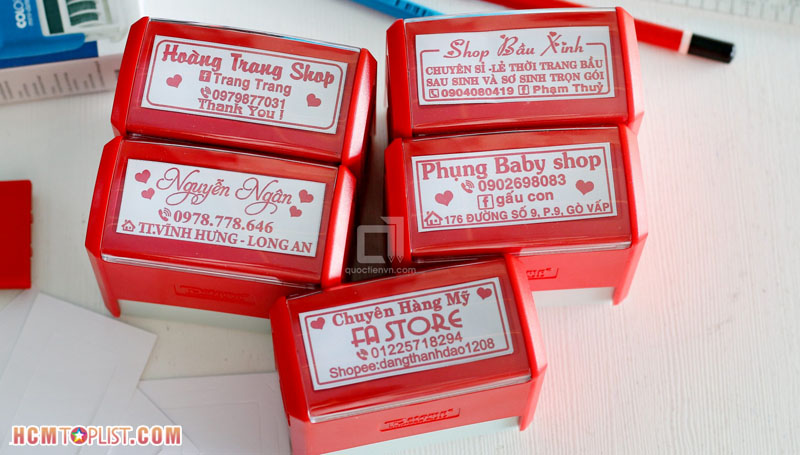 COLOP
Hoàng Trang Shop
Trang Trang
0979877031
Thank You !
Shop Bầu Xinh
CHUYÊN SỈ - LẺ THỜI TRANG BẦU
SAU SINH VÀ SƠ SINH TRỌN GÓI
0904080419 f Phạm Thuỷ
Nguyễn Ngân
0978.778.646
TT.VĨNH HƯNG - LONG AN
Phụng Baby shop
0902698083
f gấu con
176 ĐƯỜNG SỐ 9, P.9, GÒ VẤP
quoctienvn.com
Chuyên Hàng Mỹ
FA STORE
01225718294
Shopee:dangthanhdao1208
HCMTOPLIST.COM